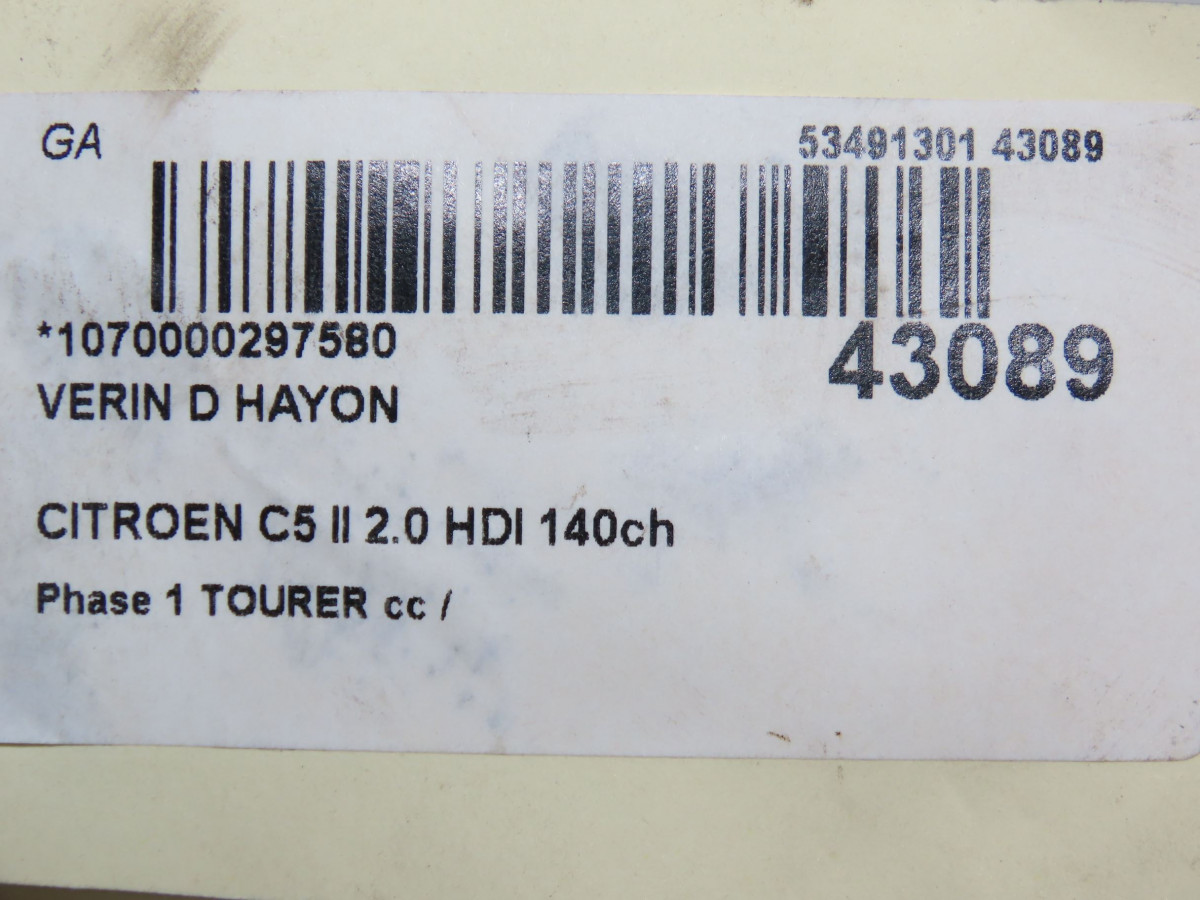 GA
53491301 43089
*1070000297580
43089
VERIN D HAYON
CITROEN C5 II 2.0 HDI 140ch
Phase 1 TOURER cc /